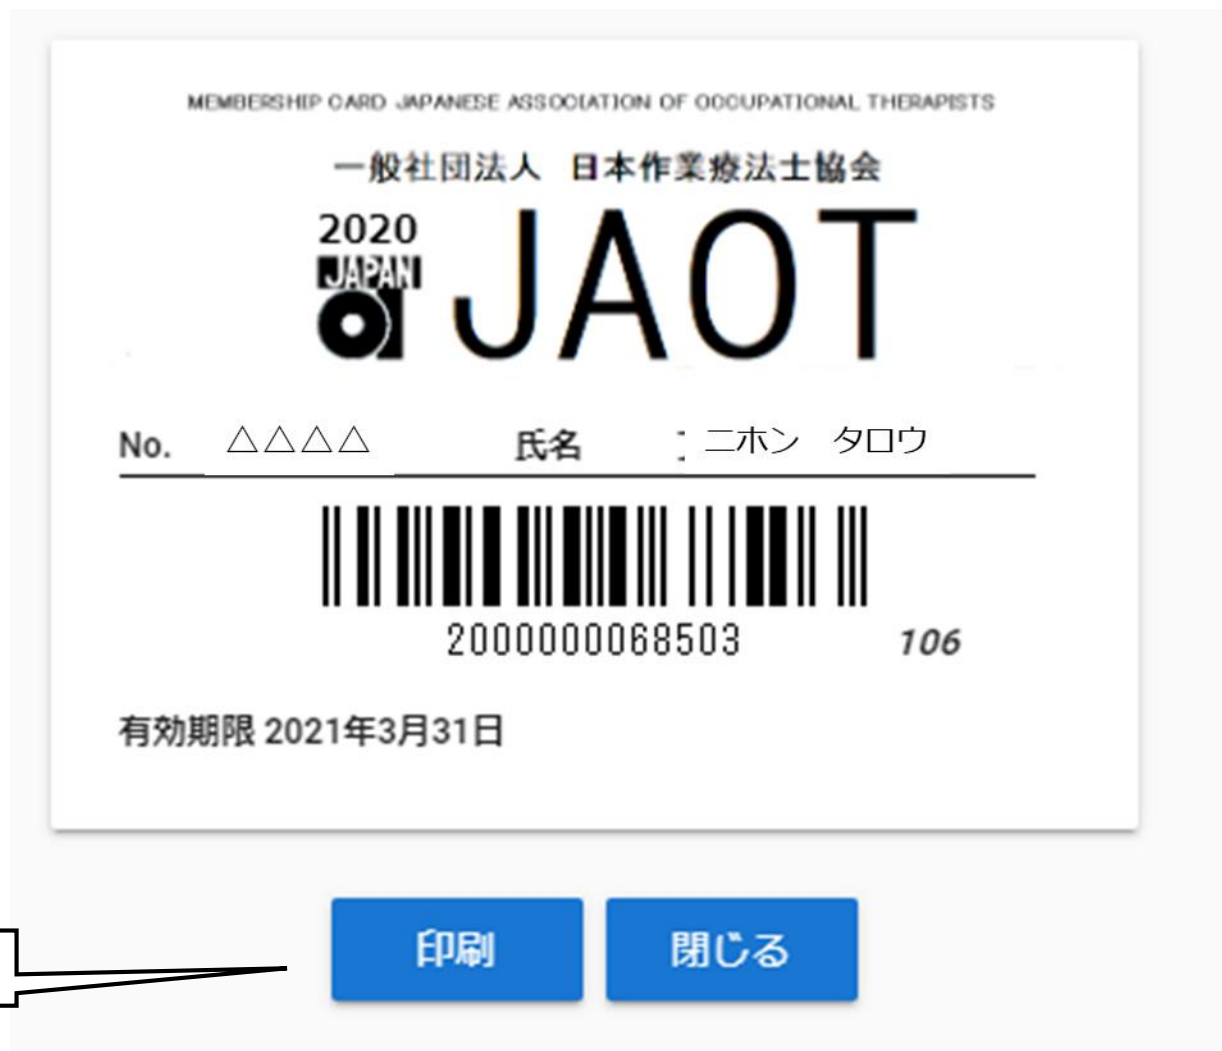 MEMBERSHIP CARD JAPANESE ASSOCIATION OF OCCUPATIONAL THERAPISTS
一般社団法人 日本作業療法士協会
2020
JAPAN
JAOT
No. △△△△ 氏名 ニホン タロウ
2000000068503 106
有効期限 2021年3月31日
印刷 閉じる